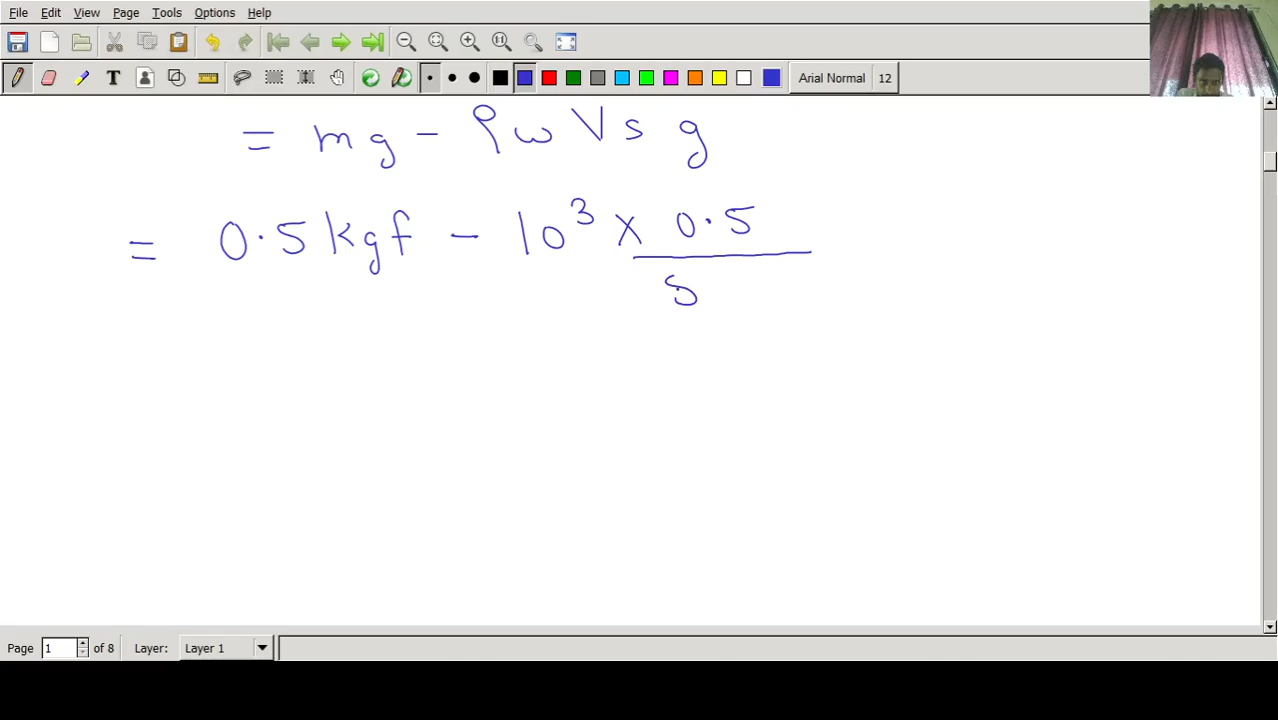 File Edit View Page Tools Options Help
Arial Normal 12
= mg - ρw Vs g
= 0.5 kgf - 10³ x 0.5
8
Page 1 of 8 Layer: Layer 1